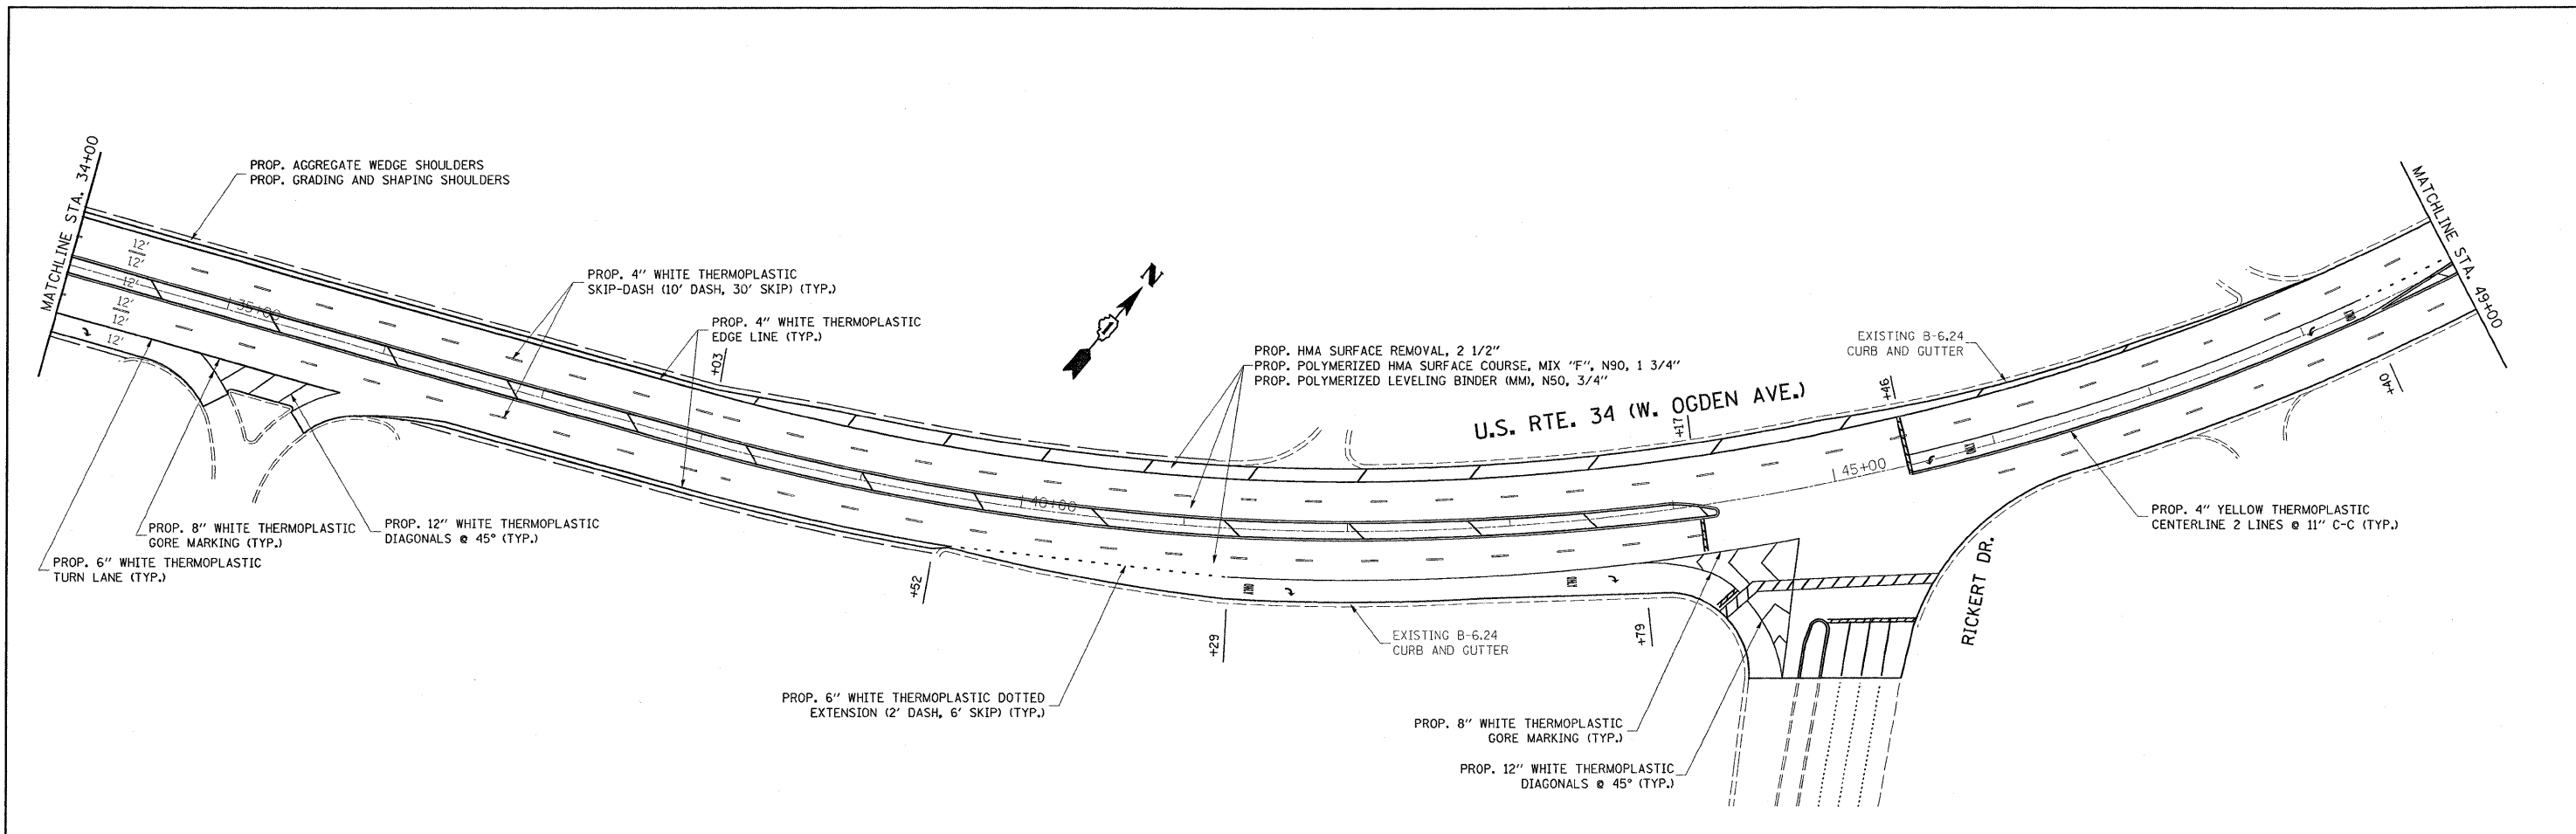 MATCHLINE STA. 34+00
PROP. AGGREGATE WEDGE SHOULDERS
PROP. GRADING AND SHAPING SHOULDERS
12'
12'
12'
12'
12'
12'
35+00
PROP. 4" WHITE THERMOPLASTIC
SKIP-DASH (10' DASH, 30' SKIP) (TYP.)
PROP. 4" WHITE THERMOPLASTIC
EDGE LINE (TYP.)
+03
N
PROP. HMA SURFACE REMOVAL, 2 1/2"
PROP. POLYMERIZED HMA SURFACE COURSE, MIX "F", N90, 1 3/4"
PROP. POLYMERIZED LEVELING BINDER (MM), N50, 3/4"
U.S. RTE. 34 (W. OGDEN AVE.)
+17
+46
EXISTING B-6.24
CURB AND GUTTER
MATCHLINE STA. 49+00
+40
40+00
45+00
PROP. 4" YELLOW THERMOPLASTIC
CENTERLINE 2 LINES @ 11" C-C (TYP.)
PROP. 8" WHITE THERMOPLASTIC
GORE MARKING (TYP.)
PROP. 12" WHITE THERMOPLASTIC
DIAGONALS @ 45° (TYP.)
PROP. 6" WHITE THERMOPLASTIC
TURN LANE (TYP.)
+52
+29
ONLY
ONLY
ONLY
ONLY
+79
RICKERT DR.
EXISTING B-6.24
CURB AND GUTTER
PROP. 6" WHITE THERMOPLASTIC DOTTED
EXTENSION (2' DASH, 6' SKIP) (TYP.)
PROP. 8" WHITE THERMOPLASTIC
GORE MARKING (TYP.)
PROP. 12" WHITE THERMOPLASTIC
DIAGONALS @ 45° (TYP.)